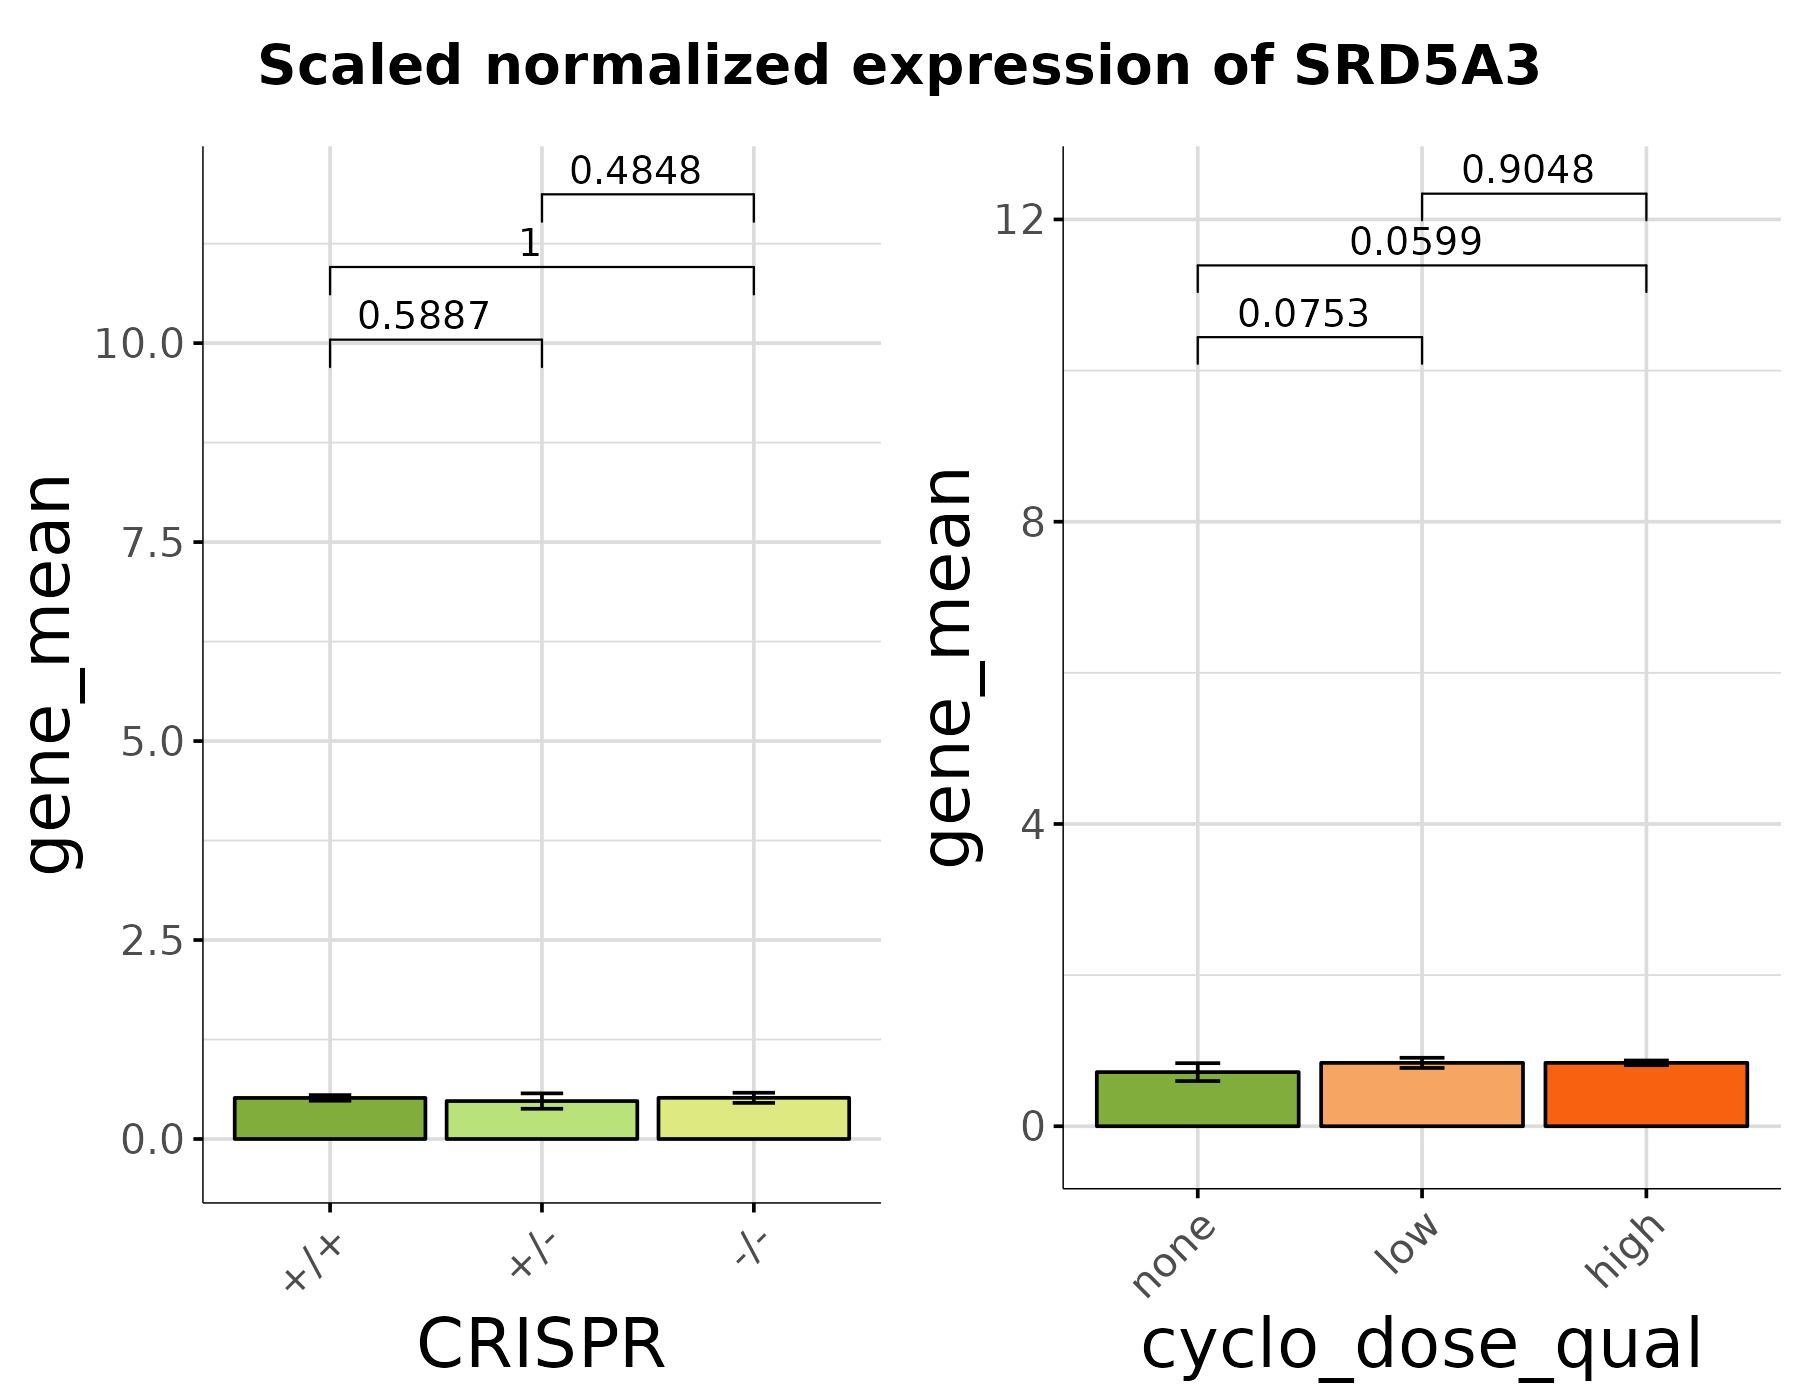 Scaled normalized expression of SRD5A3
0.4848
1
0.5887
10.0
7.5
5.0
2.5
0.0
gene_mean
+/+
+/-
-/-
CRISPR
0.9048
0.0599
0.0753
12
8
4
0
gene_mean
none
low
high
cyclo_dose_qual